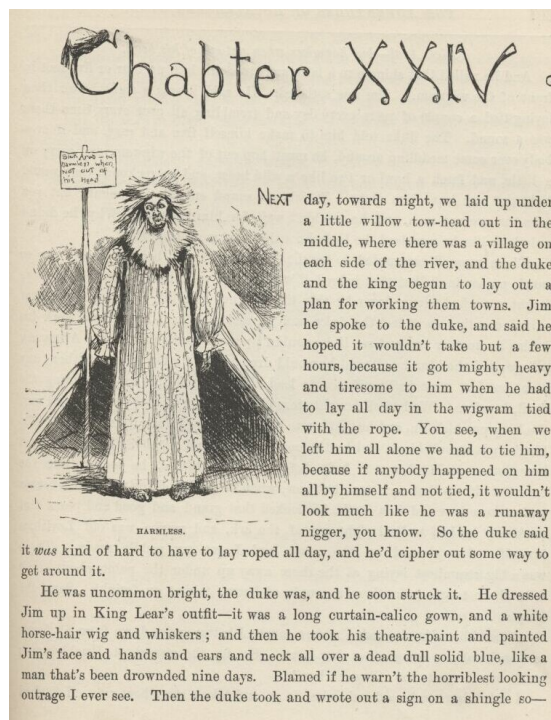 Chapter XXIV
Sick Arab – but
harmless when
not out of
his head
NEXT day, towards night, we laid up under
a little willow tow-head out in the
middle, where there was a village on
each side of the river, and the duke
and the king begun to lay out a
plan for working them towns. Jim
he spoke to the duke, and said he
hoped it wouldn't take but a few
hours, because it got mighty heavy
and tiresome to him when he had
to lay all day in the wigwam tied
with the rope. You see, when we
left him all alone we had to tie him,
because if anybody happened on him
all by himself and not tied, it wouldn't
look much like he was a runaway
nigger, you know. So the duke said
HARMLESS.
it was kind of hard to have to lay roped all day, and he'd cipher out some way to
get around it.
He was uncommon bright, the duke was, and he soon struck it. He dressed
Jim up in King Lear's outfit—it was a long curtain-calico gown, and a white
horse-hair wig and whiskers; and then he took his theatre-paint and painted
Jim's face and hands and ears and neck all over a dead dull solid blue, like a
man that's been drownded nine days. Blamed if he warn't the horriblest looking
outrage I ever see. Then the duke took and wrote out a sign on a shingle so—